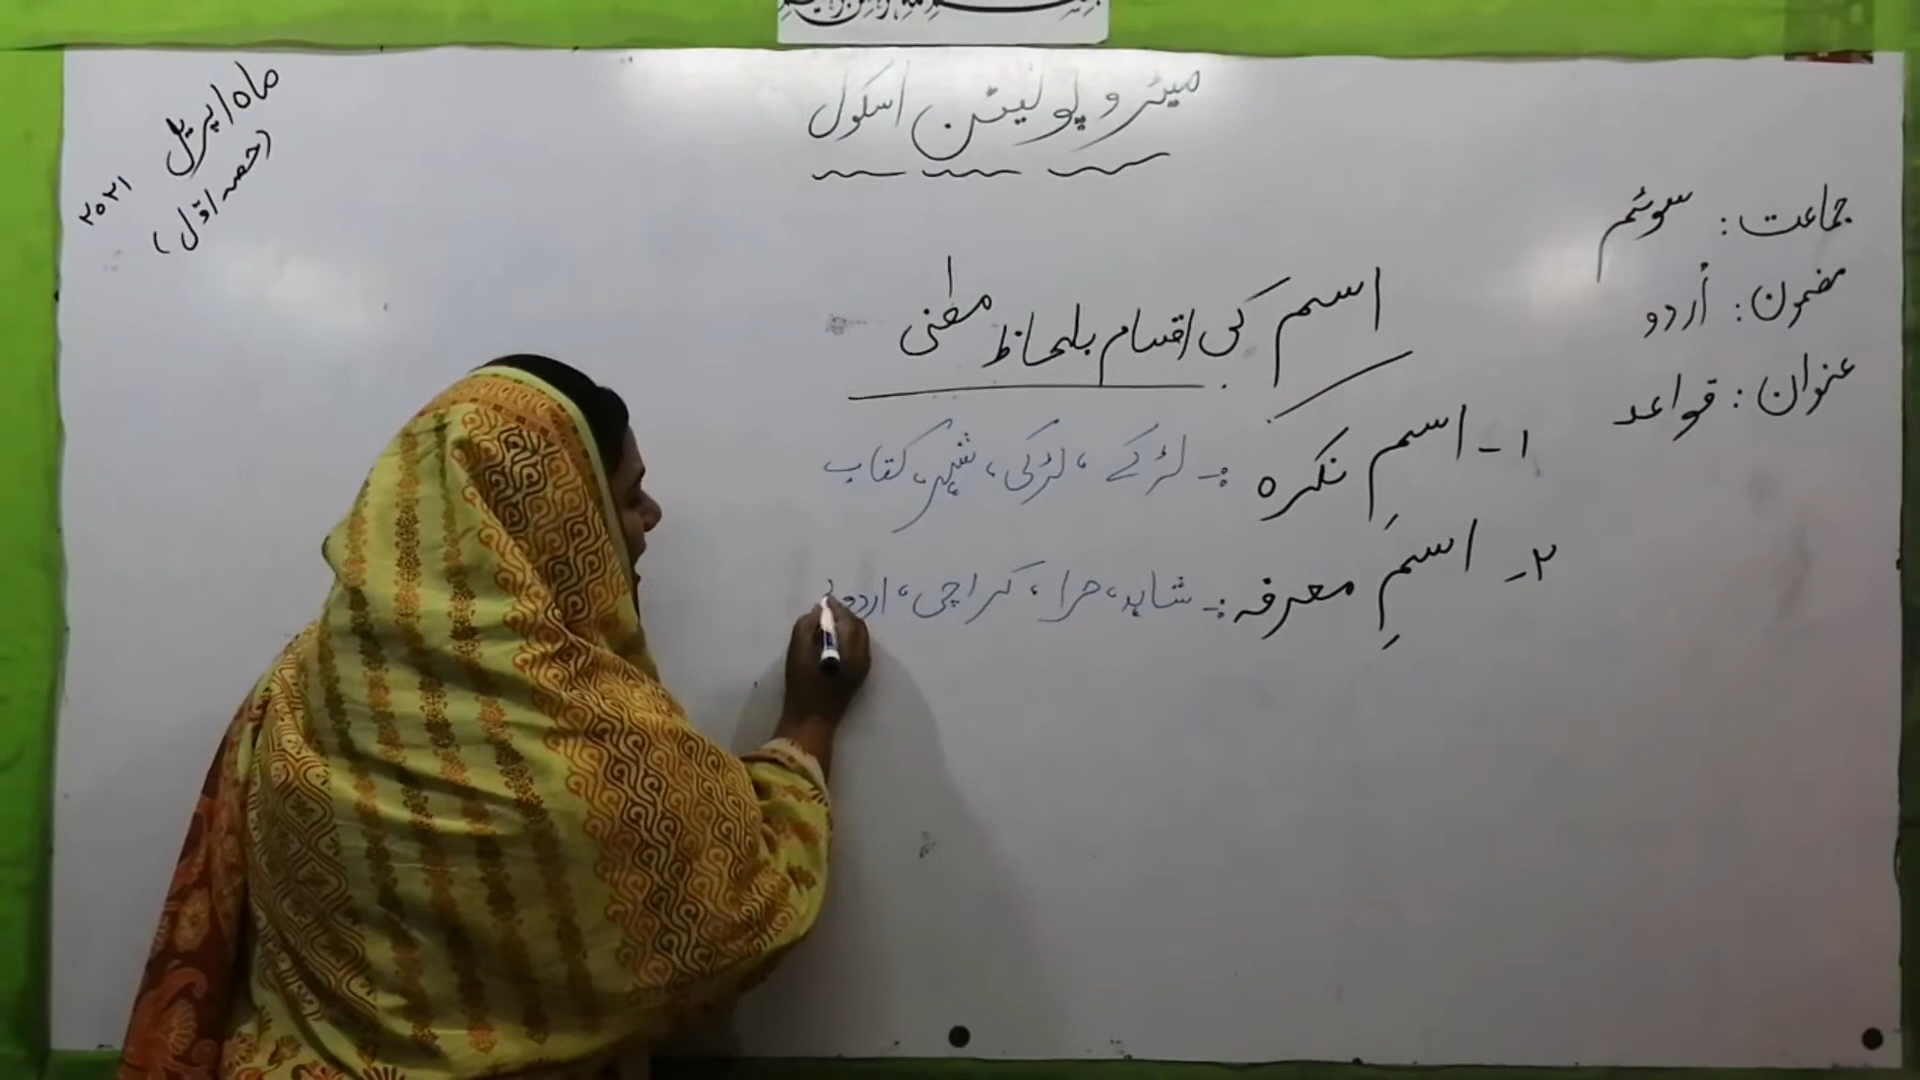 میٹروپولیٹن اسکول
ماہ اپریل
(حصہ اوّل)
۲۰۲۱
جماعت: سوئم
مضمون: اُردو
عنوان: قواعد
اسم کی اقسام بلحاظ معنٰی
۱- اسمِ نکرہ :- لڑکے، لڑکی، شہر، کتاب
۲- اسمِ معرفہ :- شاہد، حرا، کراچی، اردو